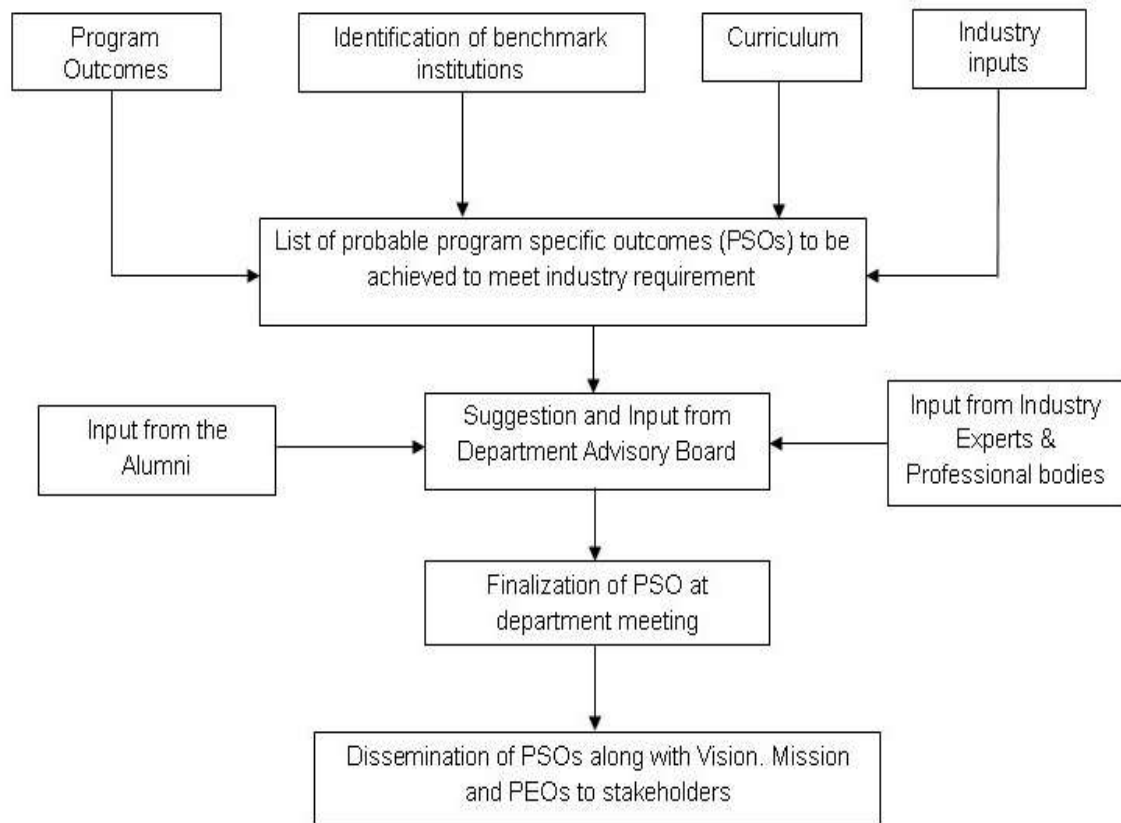 Program
Outcomes
Identification of benchmark
institutions
Curriculum
Industry
inputs
List of probable program specific outcomes (PSOs) to be
achieved to meet industry requirement
Input from the
Alumni
Suggestion and Input from
Department Advisory Board
Input from Industry
Experts &
Professional bodies
Finalization of PSO at
department meeting
Dissemination of PSOs along with Vision. Mission
and PEOs to stakeholders